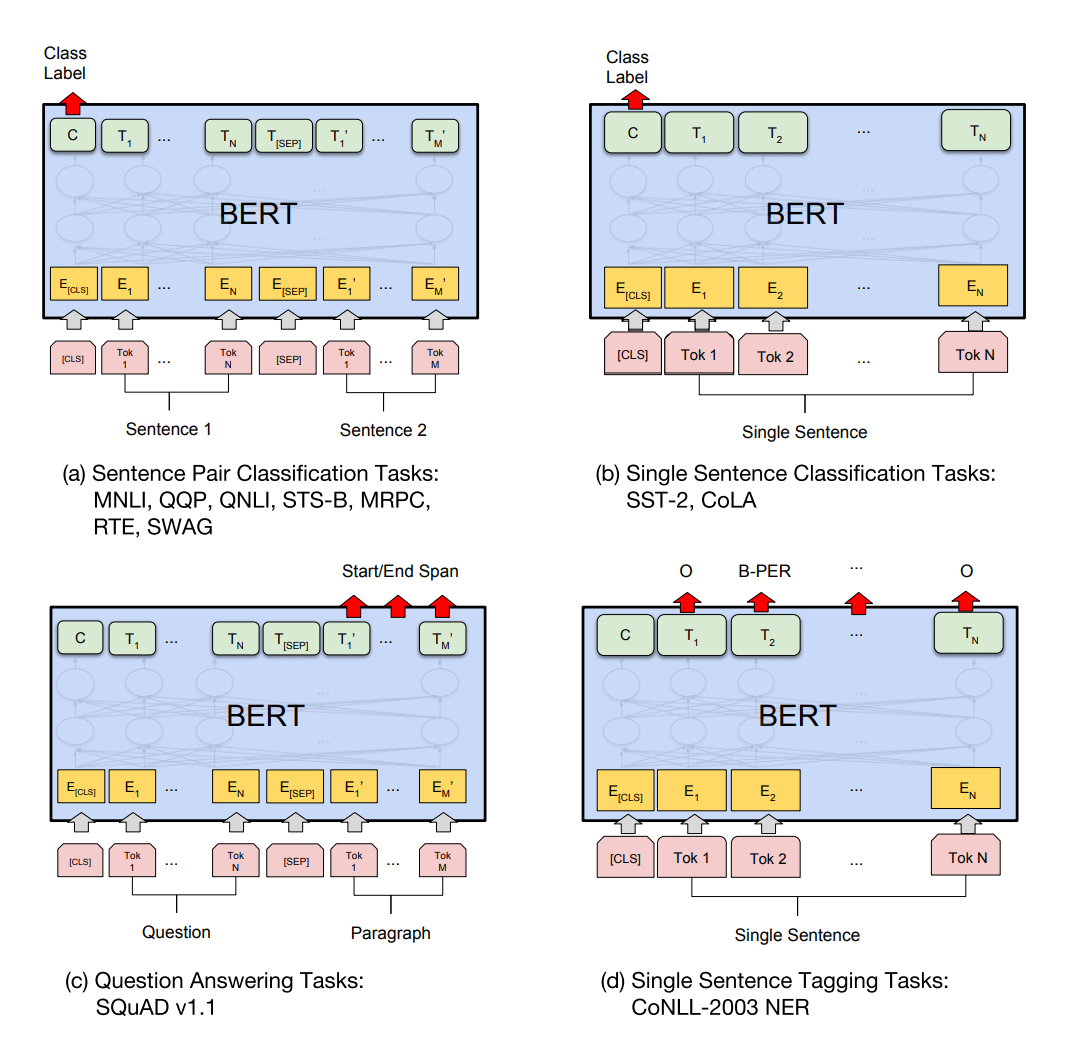 Class
Label
C T1 ... TN T[SEP] T1’ ... TM’
...
BERT
...
E[CLS] E1 ... EN E[SEP] E1’ ... EM’
[CLS] Tok 1 ... Tok N [SEP] Tok 1 ... Tok M
Sentence 1 Sentence 2
(a) Sentence Pair Classification Tasks:
MNLI, QQP, QNLI, STS-B, MRPC,
RTE, SWAG
Class
Label
C T1 T2 ... TN
...
BERT
...
E[CLS] E1 E2 ... EN
[CLS] Tok 1 Tok 2 ... Tok N
Single Sentence
(b) Single Sentence Classification Tasks:
SST-2, CoLA
Start/End Span
C T1 ... TN T[SEP] T1’ ... TM’
...
BERT
...
E[CLS] E1 ... EN E[SEP] E1’ ... EM’
[CLS] Tok 1 ... Tok N [SEP] Tok 1 ... Tok M
Question Paragraph
(c) Question Answering Tasks:
SQuAD v1.1
O B-PER ... O
C T1 T2 ... TN
...
BERT
...
E[CLS] E1 E2 ... EN
[CLS] Tok 1 Tok 2 ... Tok N
Single Sentence
(d) Single Sentence Tagging Tasks:
CoNLL-2003 NER